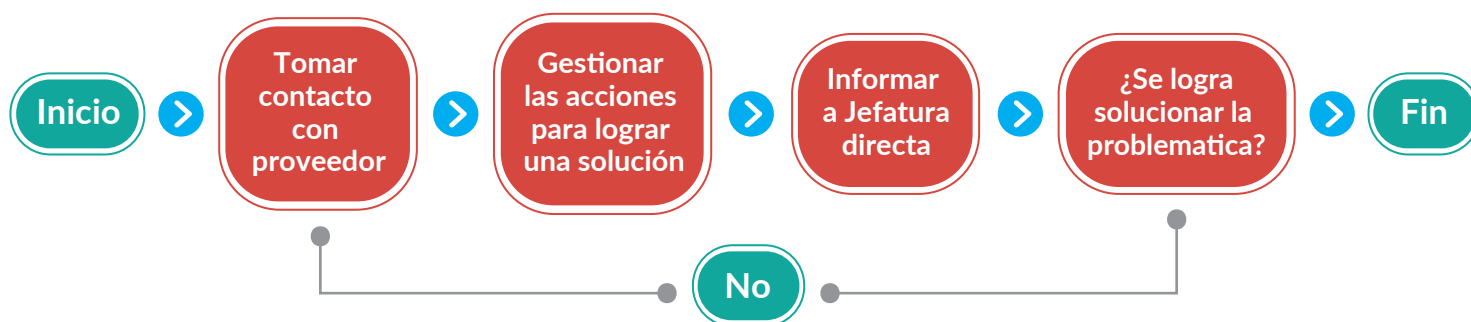 Inicio
Tomar
contacto
con
proveedor
Gestionar
las acciones
para lograr
una solución
Informar
a Jefatura
directa
¿Se logra
solucionar la
problematica?
Fin
No